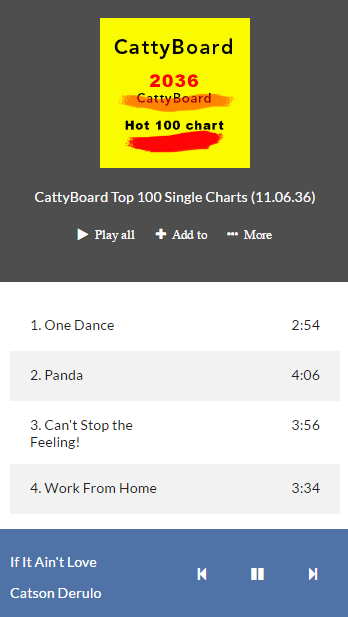 CattyBoard
2036
CattyBoard
Hot 100 chart
CattyBoard Top 100 Single Charts (11.06.36)
Play all Add to More
1. One Dance 2:54
2. Panda 4:06
3. Can't Stop the 3:56
Feeling!
4. Work From Home 3:34
If It Ain't Love
Catson Derulo